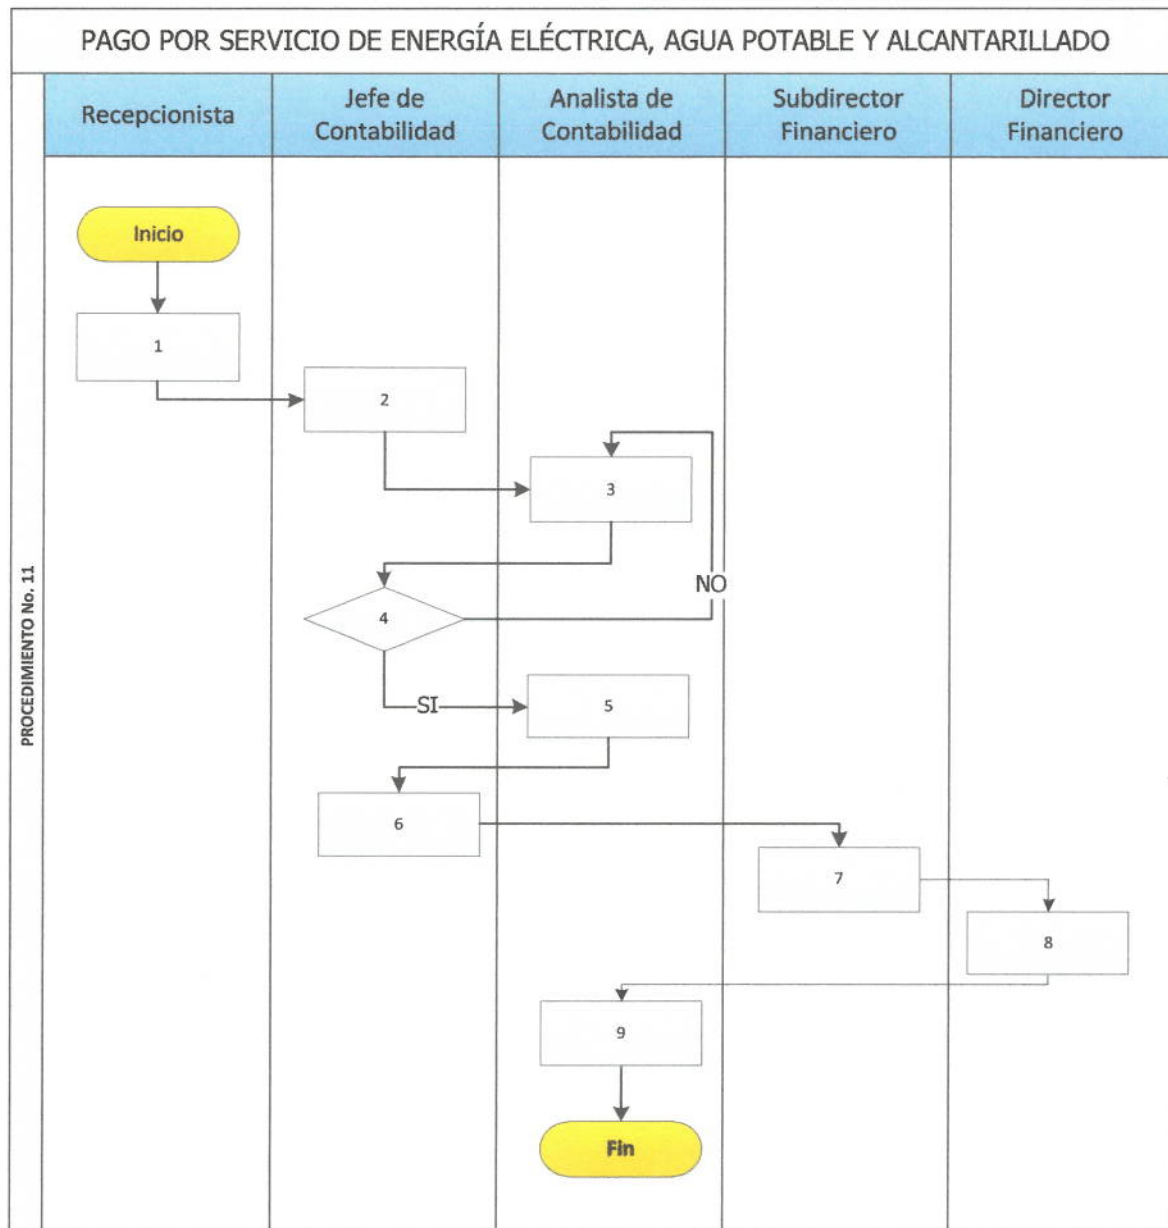 PAGO POR SERVICIO DE ENERGÍA ELÉCTRICA, AGUA POTABLE Y ALCANTARILLADO
PROCEDIMIENTO No. 11
Recepcionista
Jefe de
Contabilidad
Analista de
Contabilidad
Subdirector
Financiero
Director
Financiero
Inicio
1
2
3
NO
4
SI
5
6
7
8
9
Fin